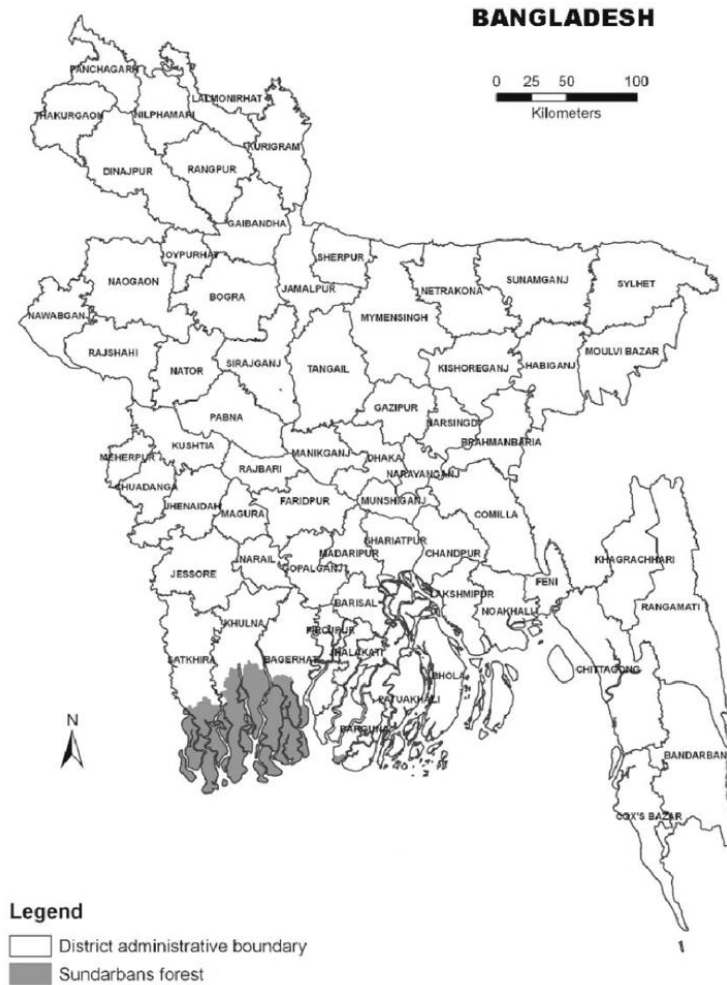 BANGLADESH
0 25 50 100
Kilometers
PANCHAGARH
THAKURGAON
NILPHAMARI
LALMONIRHAT
KURIGRAM
DINAJPUR
RANGPUR
GAIBANDHA
JOYPURHAT
SHERPUR
NAOGAON
BOGRA
JAMALPUR
NETRAKONA
SUNAMGANJ
SYLHET
NAWABGANJ
MYMENSINGH
RAJSHAHI
NATOR
SIRAJGANJ
TANGAIL
KISHOREGANJ
HABIGANJ
MOULVI BAZAR
PABNA
GAZIPUR
NARSINGDI
KUSHTIA
BRAHMANBARIA
MEHERPUR
MANIKGANJ
DHAKA
RAJBARI
NARAYANGANJ
CHUADANGA
JHENAIDAH
MAGURA
FARIDPUR
MUNSHIGANJ
COMILLA
SHARIATPUR
NARAIL
MADARIPUR
CHANDPUR
KHAGRACHHARI
JESSORE
GOPALGANJ
FENI
LAKSHMIPUR
BARISAL
NOAKHALI
RANGAMATI
KHULNA
PIROJPUR
SATKHIRA
BAGERHAT
JHALAKATI
CHITTAGONG
BHOLA
PATUAKHALI
BARGUNA
BANDARBAN
N
COX'S BAZAR
Legend
District administrative boundary
Sundarbans forest